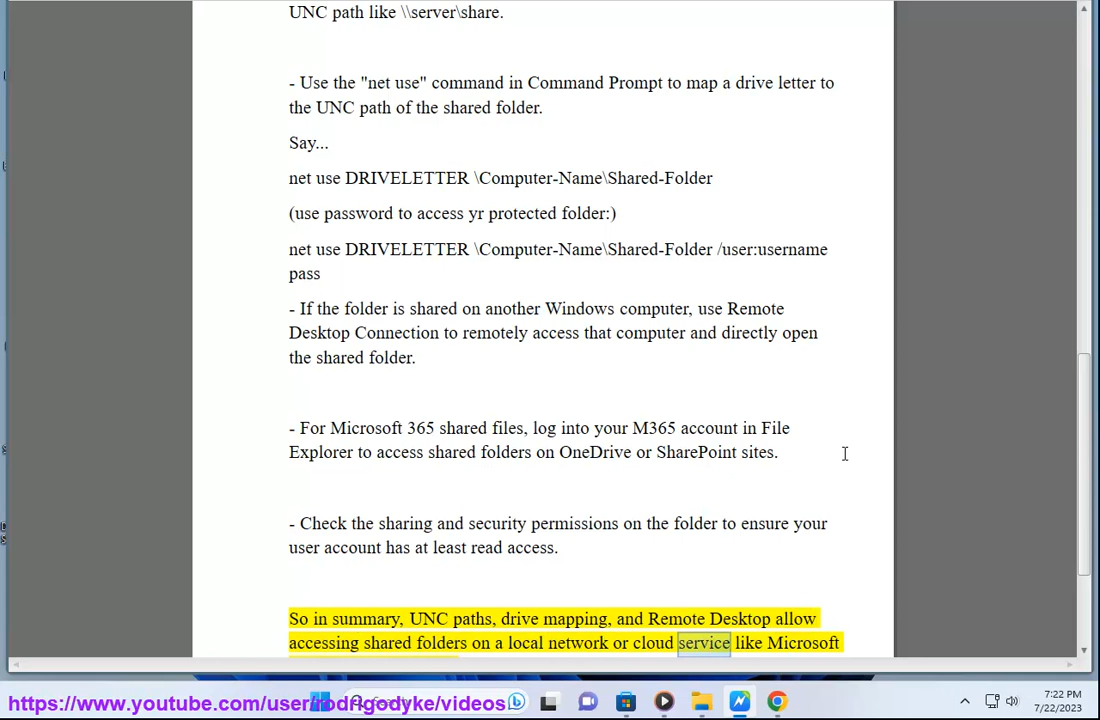 UNC path like \\server\share.
- Use the "net use" command in Command Prompt to map a drive letter to
the UNC path of the shared folder.
Say...
net use DRIVELETTER \Computer-Name\Shared-Folder
(use password to access yr protected folder:)
net use DRIVELETTER \Computer-Name\Shared-Folder /user:username
pass
- If the folder is shared on another Windows computer, use Remote
Desktop Connection to remotely access that computer and directly open
the shared folder.
- For Microsoft 365 shared files, log into your M365 account in File
Explorer to access shared folders on OneDrive or SharePoint sites.
- Check the sharing and security permissions on the folder to ensure your
user account has at least read access.
So in summary, UNC paths, drive mapping, and Remote Desktop allow
accessing shared folders on a local network or cloud service like Microsoft
https://www.youtube.com/user/rodrigodyke/videos
7:22 PM
7/22/2023